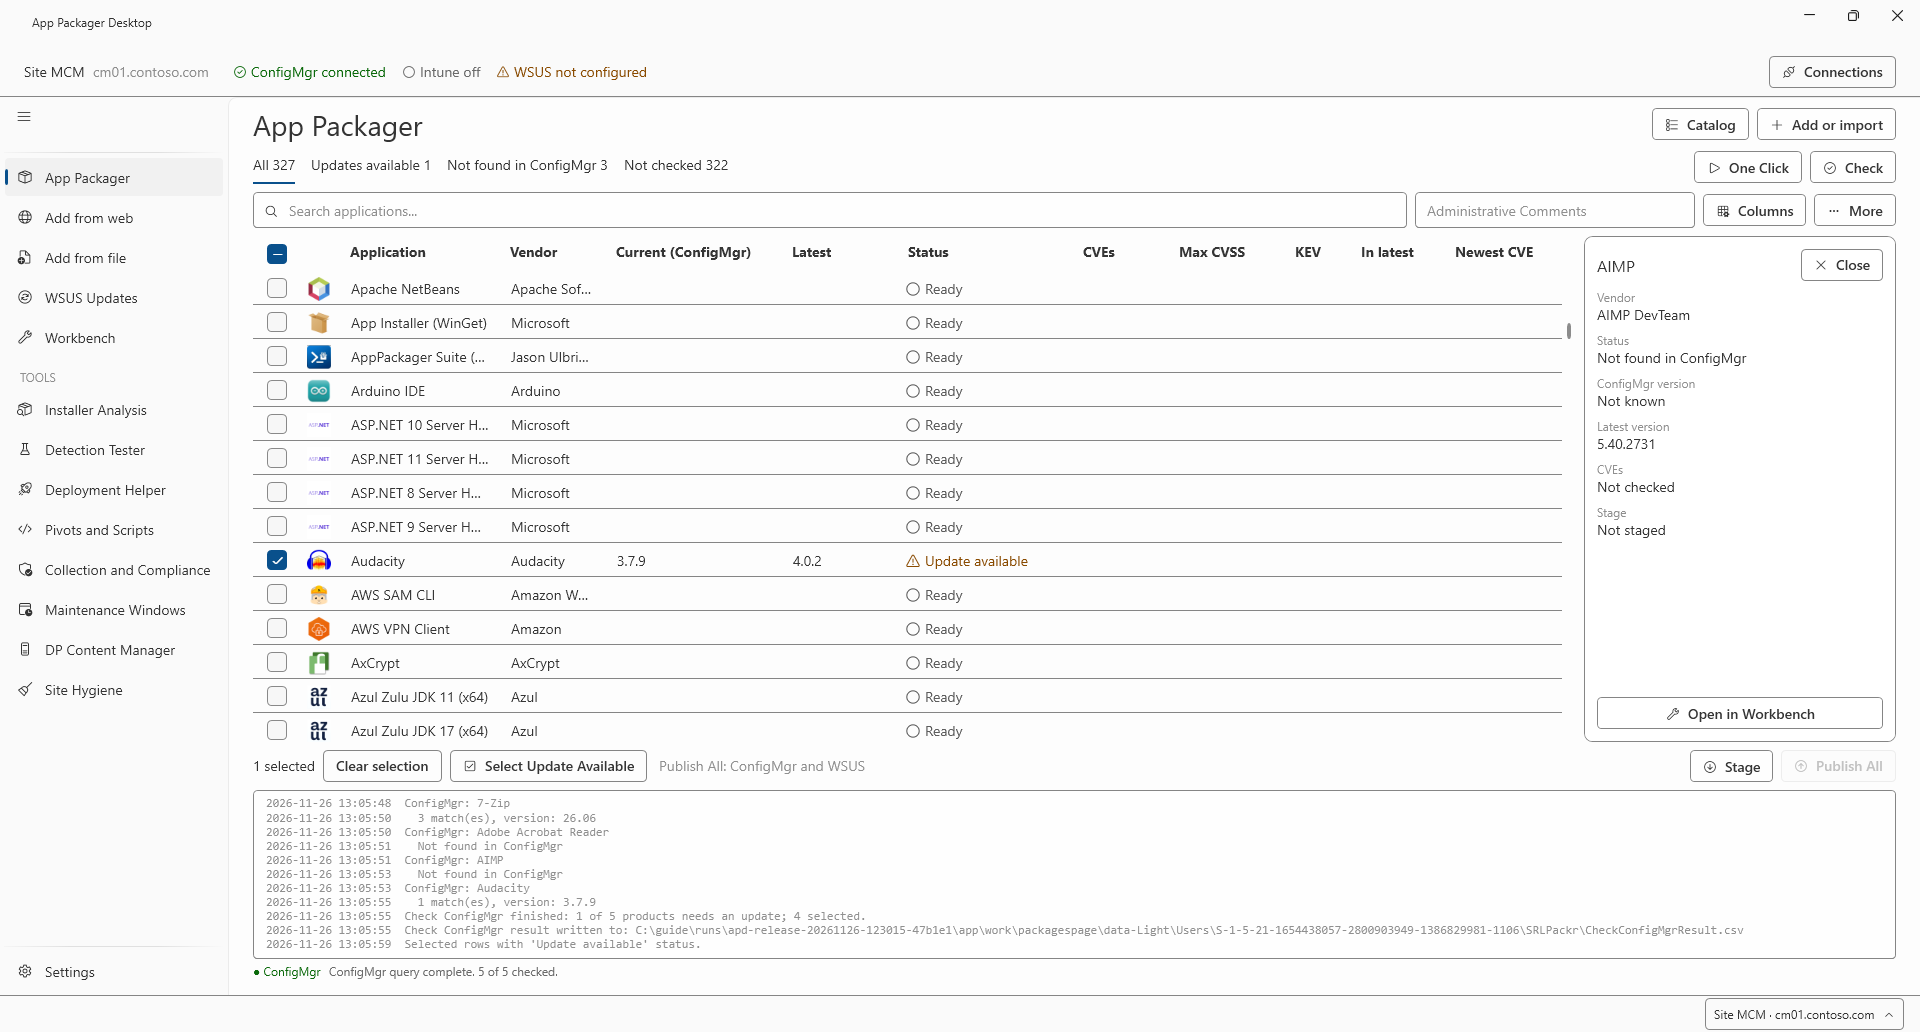 App Packager Desktop
Site MCM cm01.contoso.com ConfigMgr connected Intune off WSUS not configured Connections
App Packager Catalog Add or import
All 327 Updates available 1 Not found in ConfigMgr 3 Not checked 322 One Click Check
Search applications... Administrative Comments Columns More
App Packager
Add from web
Add from file
WSUS Updates
Workbench
TOOLS
Installer Analysis
Detection Tester
Deployment Helper
Pivots and Scripts
Collection and Compliance
Maintenance Windows
DP Content Manager
Site Hygiene
Settings
Application Vendor Current (ConfigMgr) Latest Status CVEs Max CVSS KEV In latest Newest CVE
Apache NetBeans Apache Sof... Ready
App Installer (WinGet) Microsoft Ready
AppPackager Suite (... Jason Ulbri... Ready
Arduino IDE Arduino Ready
ASP.NET ASP.NET 10 Server H... Microsoft Ready
ASP.NET ASP.NET 11 Server H... Microsoft Ready
ASP.NET ASP.NET 8 Server H... Microsoft Ready
ASP.NET ASP.NET 9 Server H... Microsoft Ready
Audacity Audacity 3.7.9 4.0.2 Update available
AWS SAM CLI Amazon W... Ready
AWS VPN Client Amazon Ready
AxCrypt AxCrypt Ready
azul Azul Zulu JDK 11 (x64) Azul Ready
azul Azul Zulu JDK 17 (x64) Azul Ready
AIMP Close
Vendor
AIMP DevTeam
Status
Not found in ConfigMgr
ConfigMgr version
Not known
Latest version
5.40.2731
CVEs
Not checked
Stage
Not staged
Open in Workbench
1 selected Clear selection Select Update Available Publish All: ConfigMgr and WSUS Stage Publish All
2026-11-26 13:05:48 ConfigMgr: 7-Zip
2026-11-26 13:05:50 3 match(es), version: 26.06
2026-11-26 13:05:50 ConfigMgr: Adobe Acrobat Reader
2026-11-26 13:05:51 Not found in ConfigMgr
2026-11-26 13:05:51 ConfigMgr: AIMP
2026-11-26 13:05:53 Not found in ConfigMgr
2026-11-26 13:05:53 ConfigMgr: Audacity
2026-11-26 13:05:55 1 match(es), version: 3.7.9
2026-11-26 13:05:55 Check ConfigMgr finished: 1 of 5 products needs an update; 4 selected.
2026-11-26 13:05:55 Check ConfigMgr result written to: C:\guide\runs\apd-release-20261126-123015-47b1e1\app\work\packagespage\data-Light\Users\S-1-5-21-1654438057-2800903949-1386829981-1106\SRLPackr\CheckConfigMgrResult.csv
2026-11-26 13:05:59 Selected rows with 'Update available' status.
ConfigMgr ConfigMgr query complete. 5 of 5 checked.
Site MCM · cm01.contoso.com